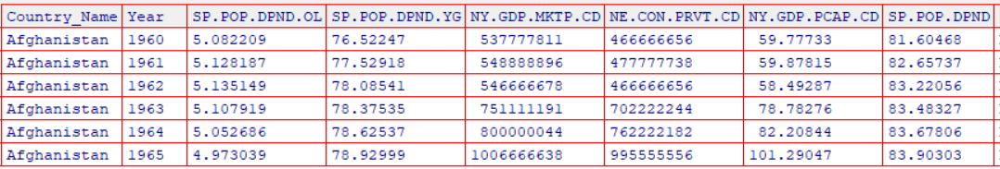 Country_Name Year SP.POP.DPND.OL SP.POP.DPND.YG NY.GDP.MKTP.CD NE.CON.PRVT.CD NY.GDP.PCAP.CD SP.POP.DPND
Afghanistan 1960 5.082209 76.52247 537777811 466666656 59.77733 81.60468
Afghanistan 1961 5.128187 77.52918 548888896 477777738 59.87815 82.65737
Afghanistan 1962 5.135149 78.08541 546666678 466666656 58.49287 83.22056
Afghanistan 1963 5.107919 78.37535 751111191 702222244 78.78276 83.48327
Afghanistan 1964 5.052686 78.62537 800000044 762222182 82.20844 83.67806
Afghanistan 1965 4.973039 78.92999 1006666638 995555556 101.29047 83.90303